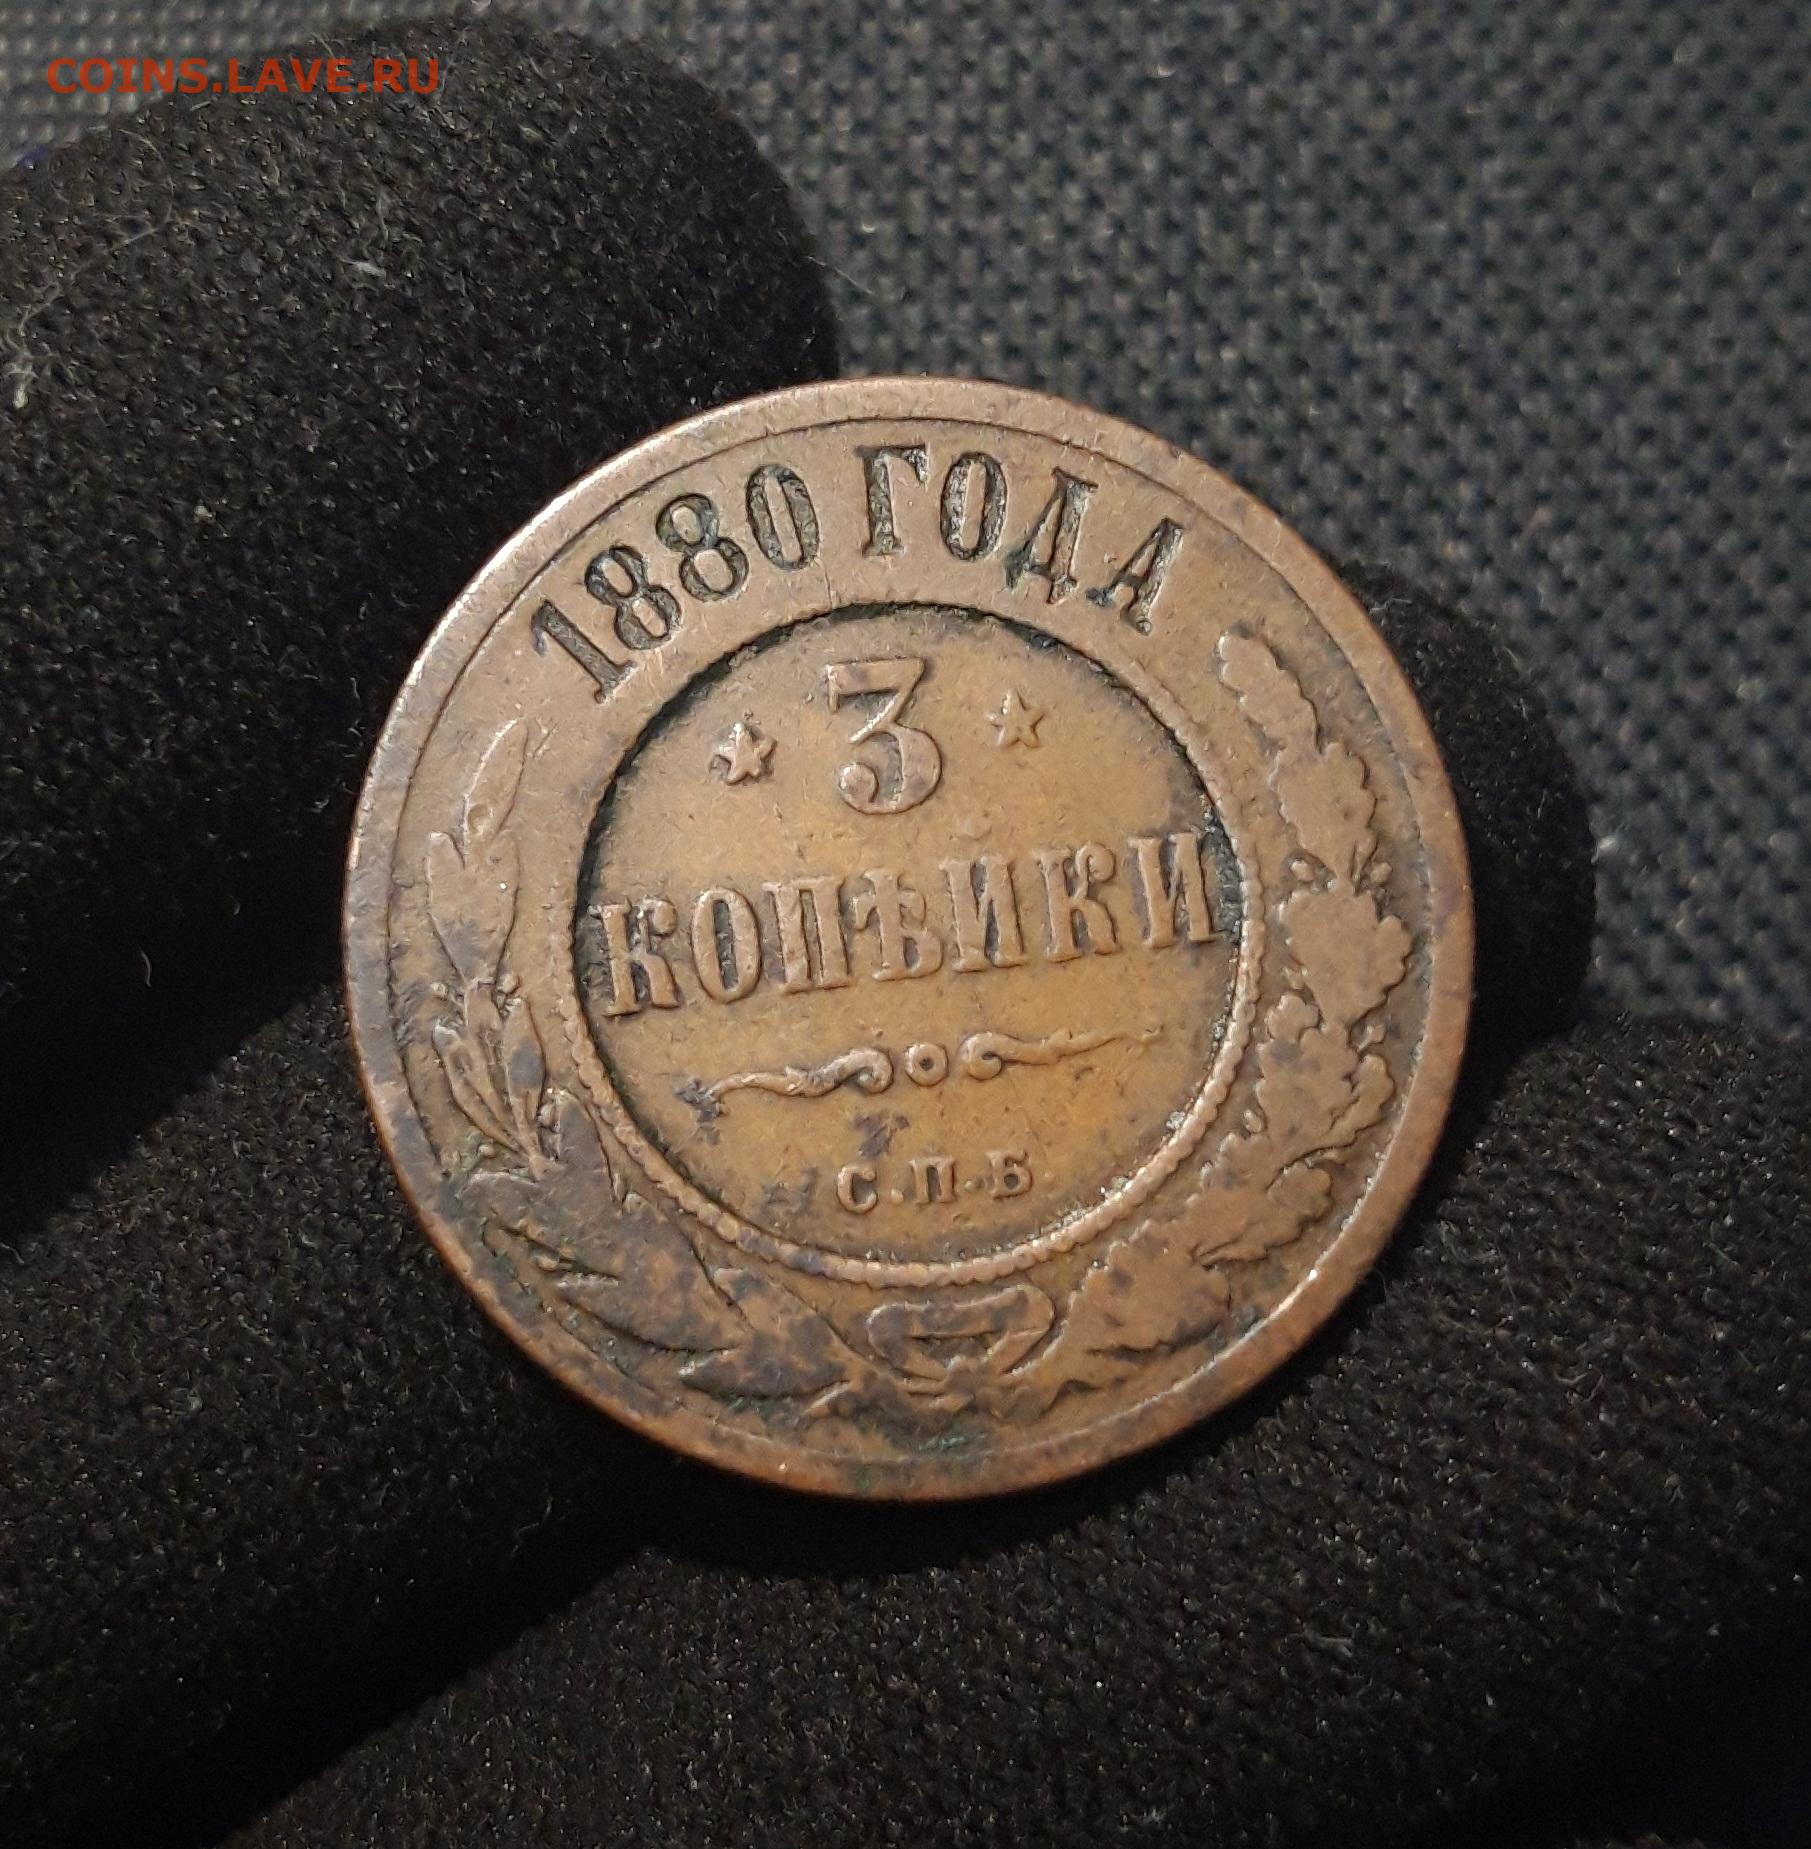 COINS.LAVE.RU
1880 ГОДА
3
КОПѢЙКИ
С.П.Б.